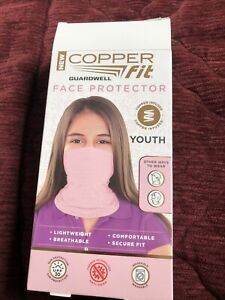 NEW
COPPER
fit
GUARDWELL
FACE PROTECTOR
YOUTH
OTHER WAYS
TO WEAR
• LIGHTWEIGHT
• BREATHABLE
• COMFORTABLE
• SECURE FIT